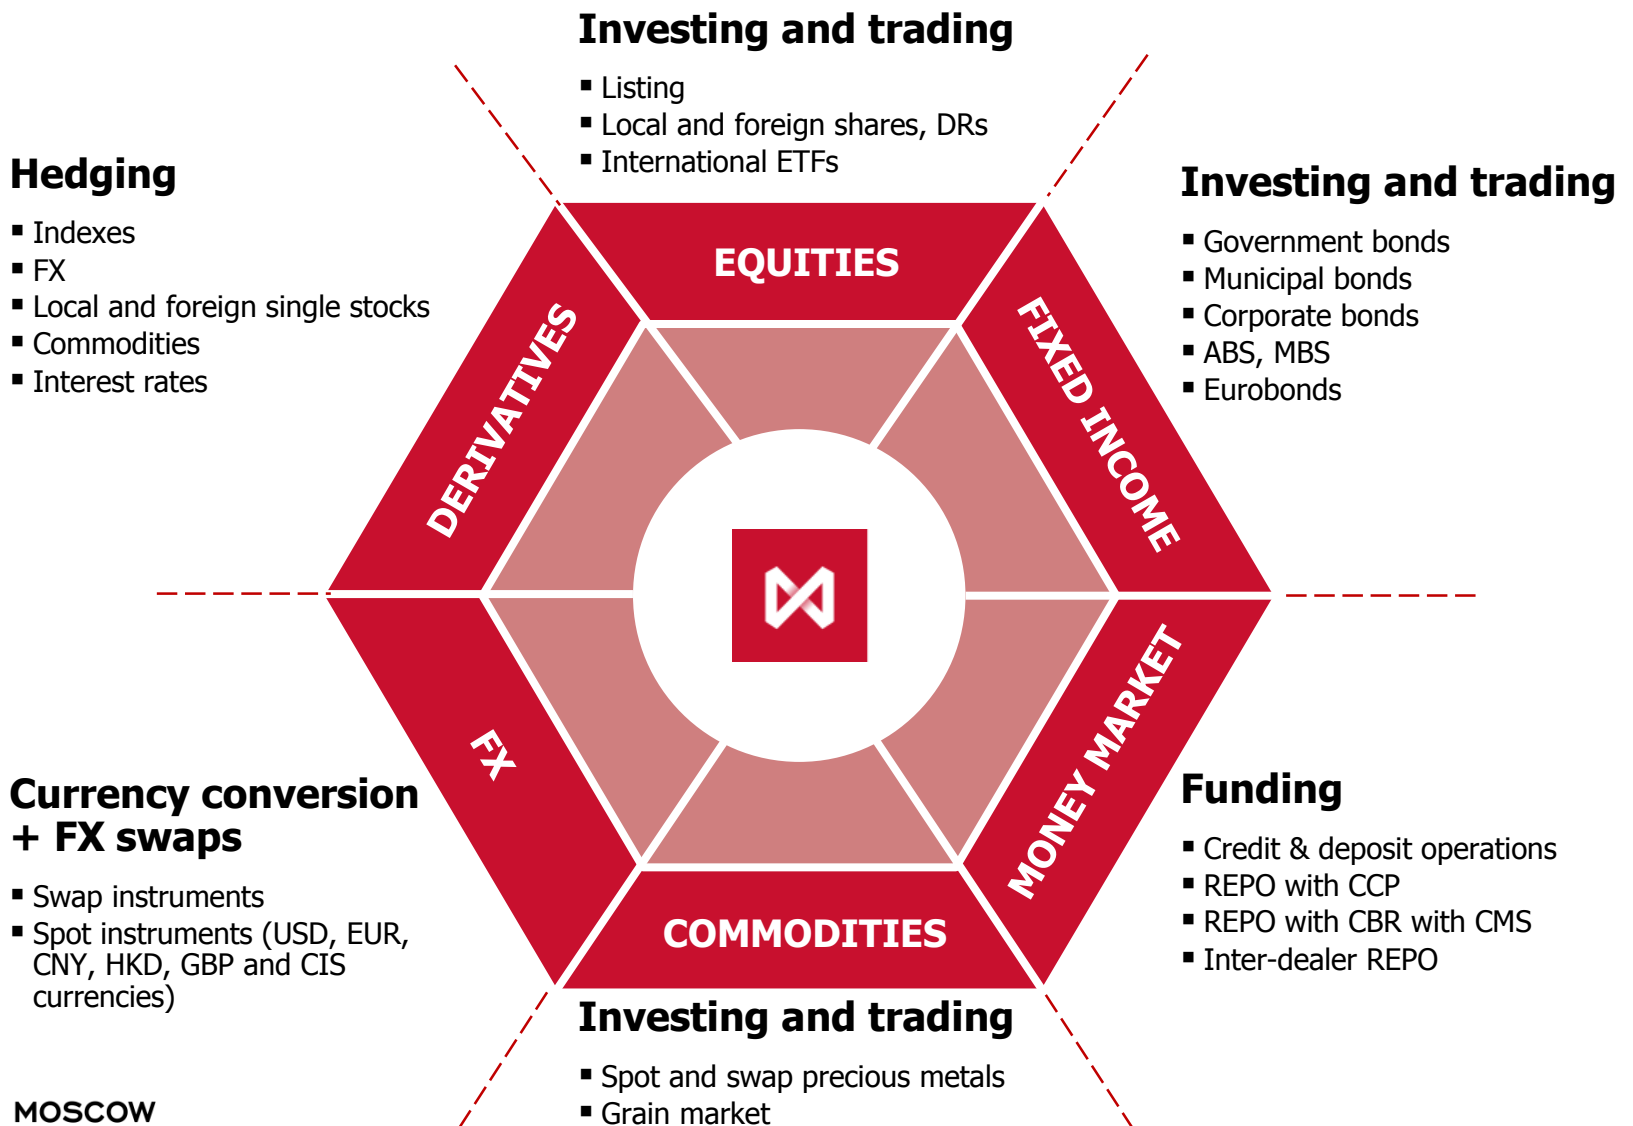 Investing and trading
▪ Listing
▪ Local and foreign shares, DRs
▪ International ETFs
Hedging
▪ Indexes
▪ FX
▪ Local and foreign single stocks
▪ Commodities
▪ Interest rates
Investing and trading
▪ Government bonds
▪ Municipal bonds
▪ Corporate bonds
▪ ABS, MBS
▪ Eurobonds
EQUITIES
DERIVATIVES
FIXED INCOME
FX
MONEY MARKET
COMMODITIES
Currency conversion
+ FX swaps
▪ Swap instruments
▪ Spot instruments (USD, EUR,
CNY, HKD, GBP and CIS
currencies)
Funding
▪ Credit & deposit operations
▪ REPO with CCP
▪ REPO with CBR with CMS
▪ Inter-dealer REPO
Investing and trading
▪ Spot and swap precious metals
▪ Grain market
MOSCOW